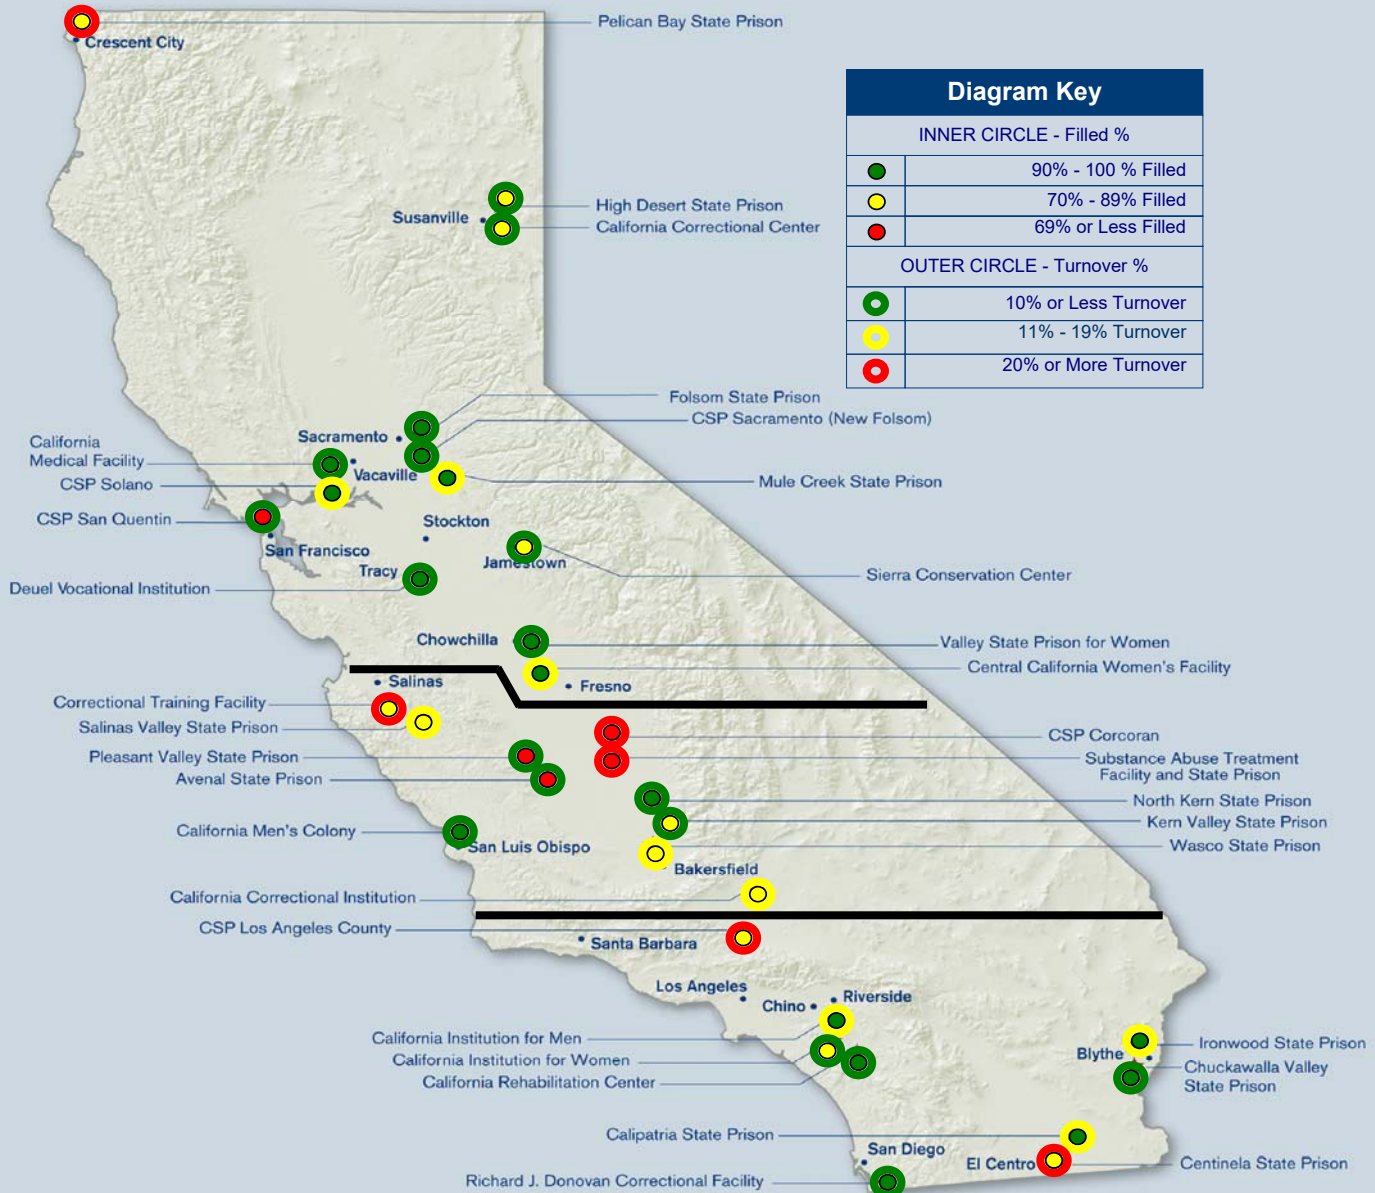 Pelican Bay State Prison
Crescent City
Diagram Key
INNER CIRCLE - Filled %
90% - 100 % Filled
70% - 89% Filled
69% or Less Filled
OUTER CIRCLE - Turnover %
10% or Less Turnover
11% - 19% Turnover
20% or More Turnover
High Desert State Prison
Susanville
California Correctional Center
Folsom State Prison
CSP Sacramento (New Folsom)
Sacramento
California
Medical Facility
Vacaville
CSP Solano
Mule Creek State Prison
CSP San Quentin
Stockton
San Francisco
Jamestown
Tracy
Sierra Conservation Center
Deuel Vocational Institution
Chowchilla
Valley State Prison for Women
Central California Women's Facility
Salinas
Fresno
Correctional Training Facility
Salinas Valley State Prison
CSP Corcoran
Pleasant Valley State Prison
Substance Abuse Treatment
Facility and State Prison
Avenal State Prison
North Kern State Prison
Kern Valley State Prison
California Men's Colony
San Luis Obispo
Wasco State Prison
Bakersfield
California Correctional Institution
CSP Los Angeles County
Santa Barbara
Los Angeles
Chino
Riverside
California Institution for Men
California Institution for Women
California Rehabilitation Center
Ironwood State Prison
Blythe
Chuckawalla Valley
State Prison
Calipatria State Prison
San Diego
El Centro
Centinela State Prison
Richard J. Donovan Correctional Facility